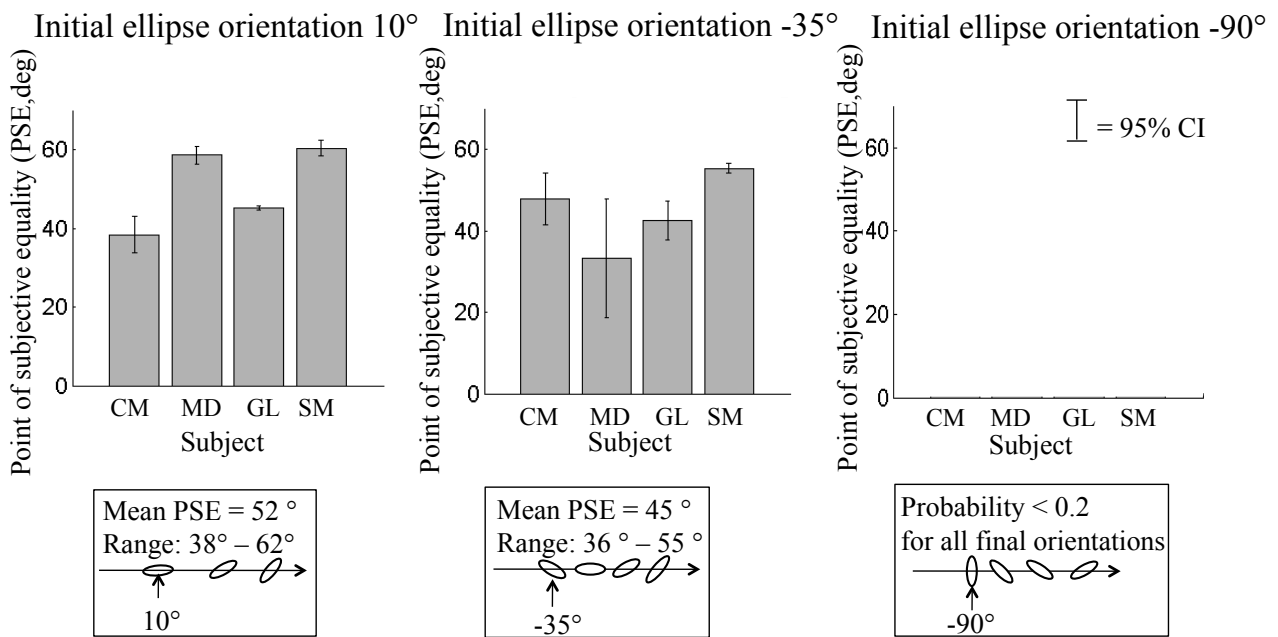 Initial ellipse orientation 10°
Point of subjective equality (PSE,deg)
60
40
20
0
CM MD GL SM
Subject
Mean PSE = 52 °
Range: 38° – 62°
10°
Initial ellipse orientation -35°
Point of subjective equality (PSE,deg)
60
40
20
0
CM MD GL SM
Subject
Mean PSE = 45 °
Range: 36 ° – 55 °
-35°
Initial ellipse orientation -90°
Point of subjective equality (PSE,deg)
= 95% CI
60
40
20
0
CM MD GL SM
Subject
Probability < 0.2
for all final orientations
-90°